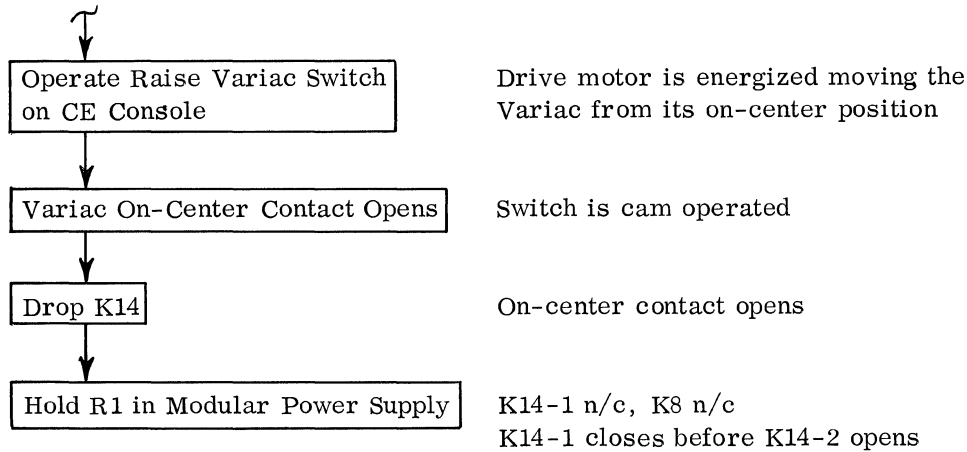 Operate Raise Variac Switch
on CE Console
Drive motor is energized moving the
Variac from its on-center position
Variac On-Center Contact Opens
Switch is cam operated
Drop K14
On-center contact opens
Hold R1 in Modular Power Supply
K14-1 n/c, K8 n/c
K14-1 closes before K14-2 opens